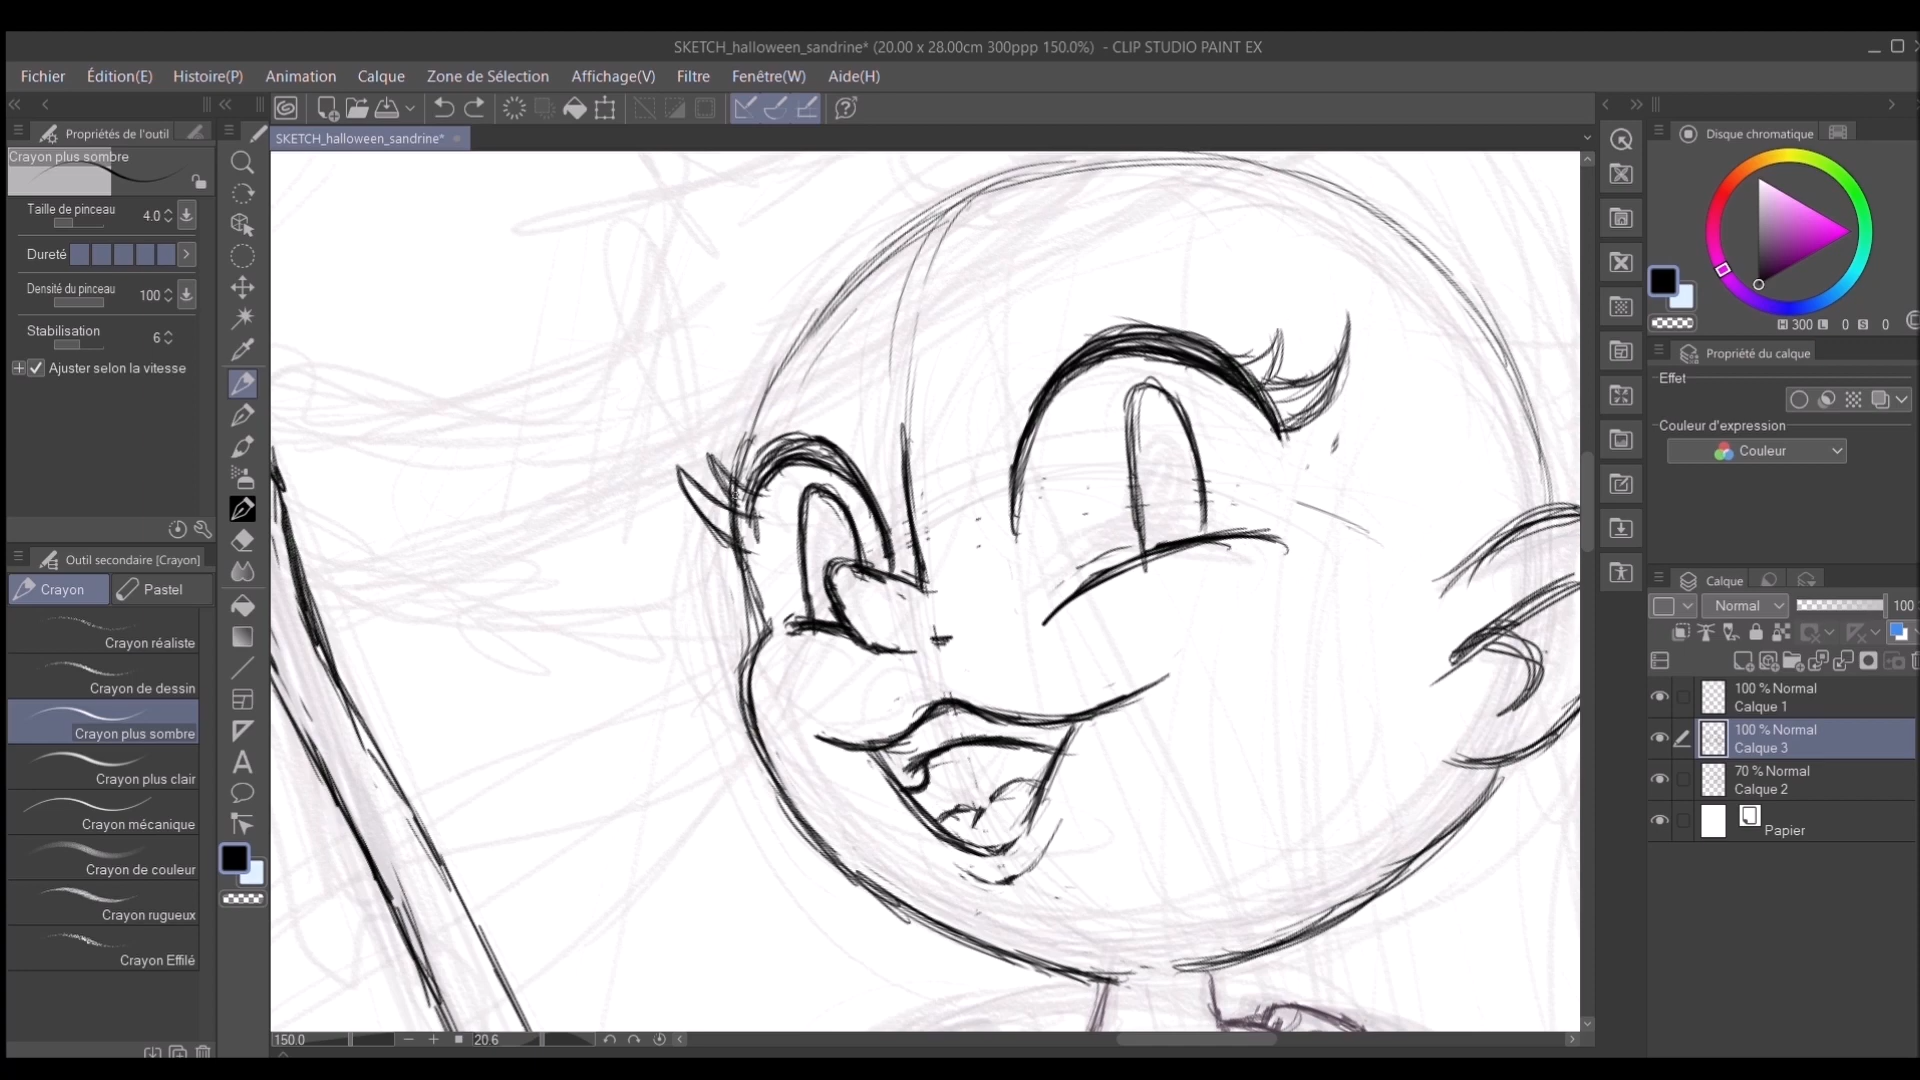 SKETCH_halloween_sandrine* (20.00 x 28.00cm 300ppp 150.0%) - CLIP STUDIO PAINT EX
Fichier Édition(E) Histoire(P) Animation Calque Zone de Sélection Affichage(V) Filtre Fenêtre(W) Aide(H)
Propriétés de l'outil
SKETCH_halloween_sandrine*
Crayon plus sombre
Taille de pinceau 4.0
Dureté
Densité du pinceau 100
Stabilisation 6
Ajuster selon la vitesse
Outil secondaire [Crayon]
Crayon Pastel
Crayon réaliste
Crayon de dessin
Crayon plus sombre
Crayon plus clair
Crayon mécanique
Crayon de couleur
Crayon rugueux
Crayon Effilé
150.0
20 6
Disque chromatique
H 300 L 0 S 0
Propriété du calque
Effet
Couleur d'expression
Couleur
Calque
Normal 100
100 % Normal
Calque 1
100 % Normal
Calque 3
70 % Normal
Calque 2
Papier